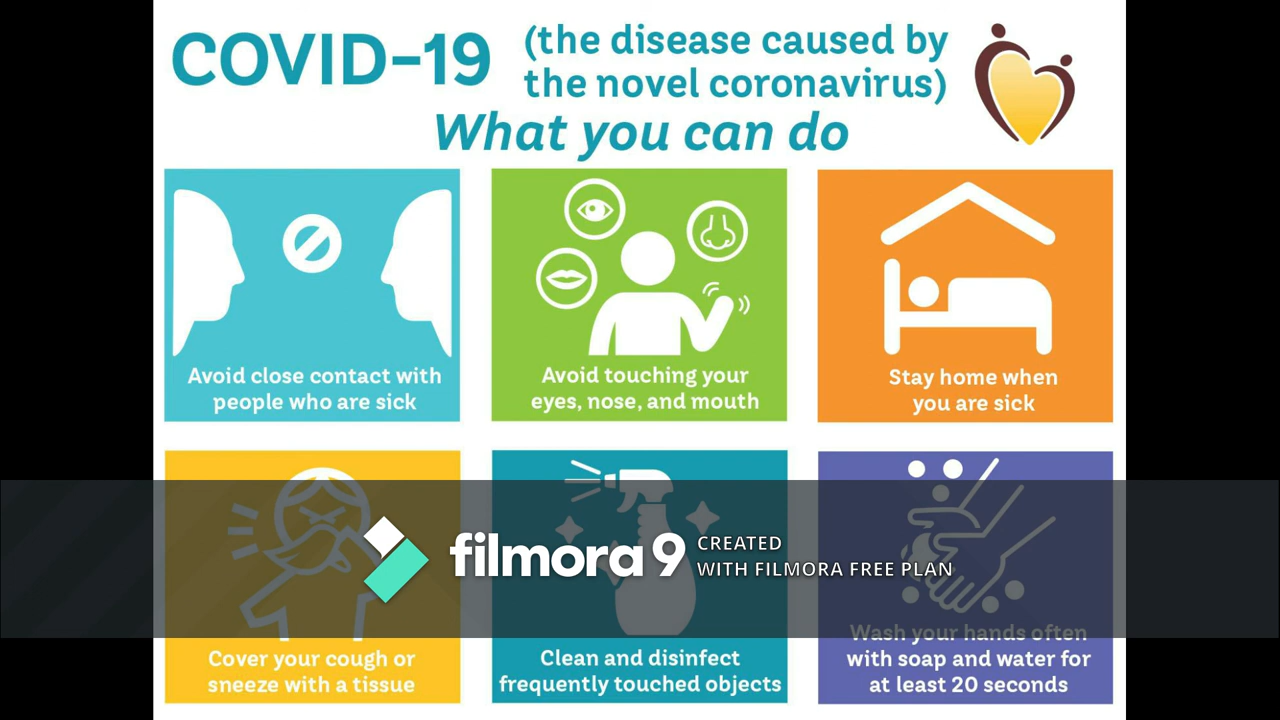 COVID-19
(the disease caused by
the novel coronavirus)
What you can do
Avoid close contact with
people who are sick
Avoid touching your
eyes, nose, and mouth
Stay home when
you are sick
filmora9
CREATED
WITH FILMORA FREE PLAN
Cover your cough or
sneeze with a tissue
Clean and disinfect
frequently touched objects
Wash your hands often
with soap and water for
at least 20 seconds